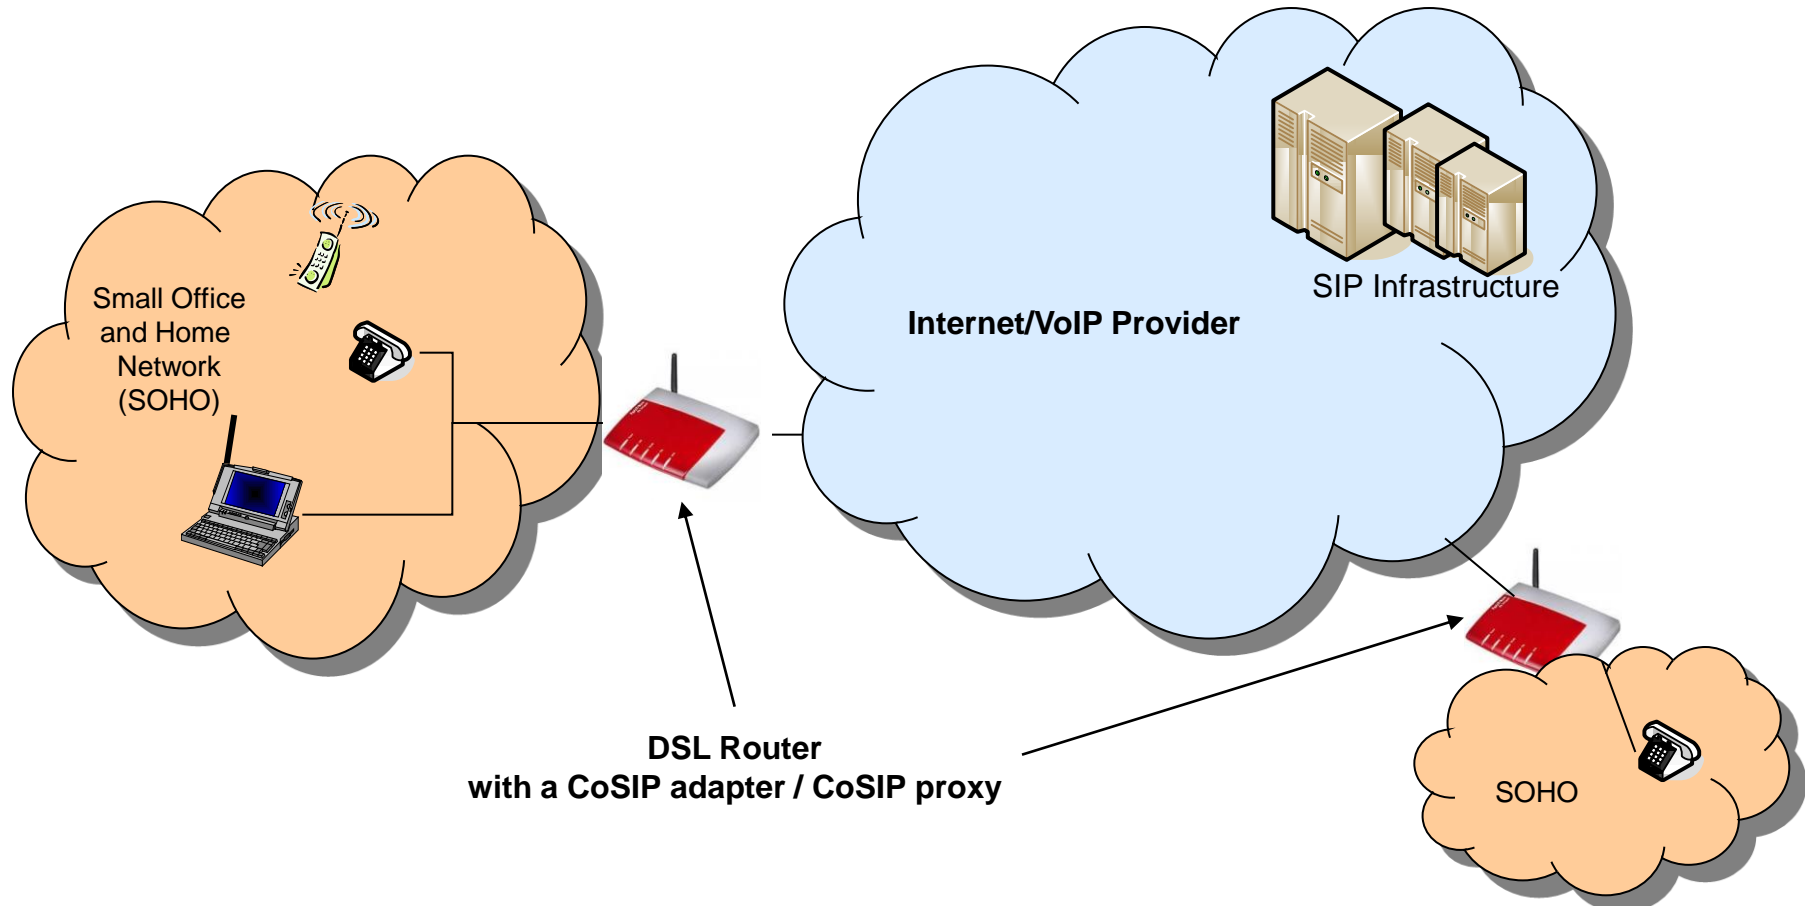 Small Office
and Home
Network
(SOHO)
Internet/VoIP Provider
SIP Infrastructure
DSL Router
with a CoSIP adapter / CoSIP proxy
SOHO